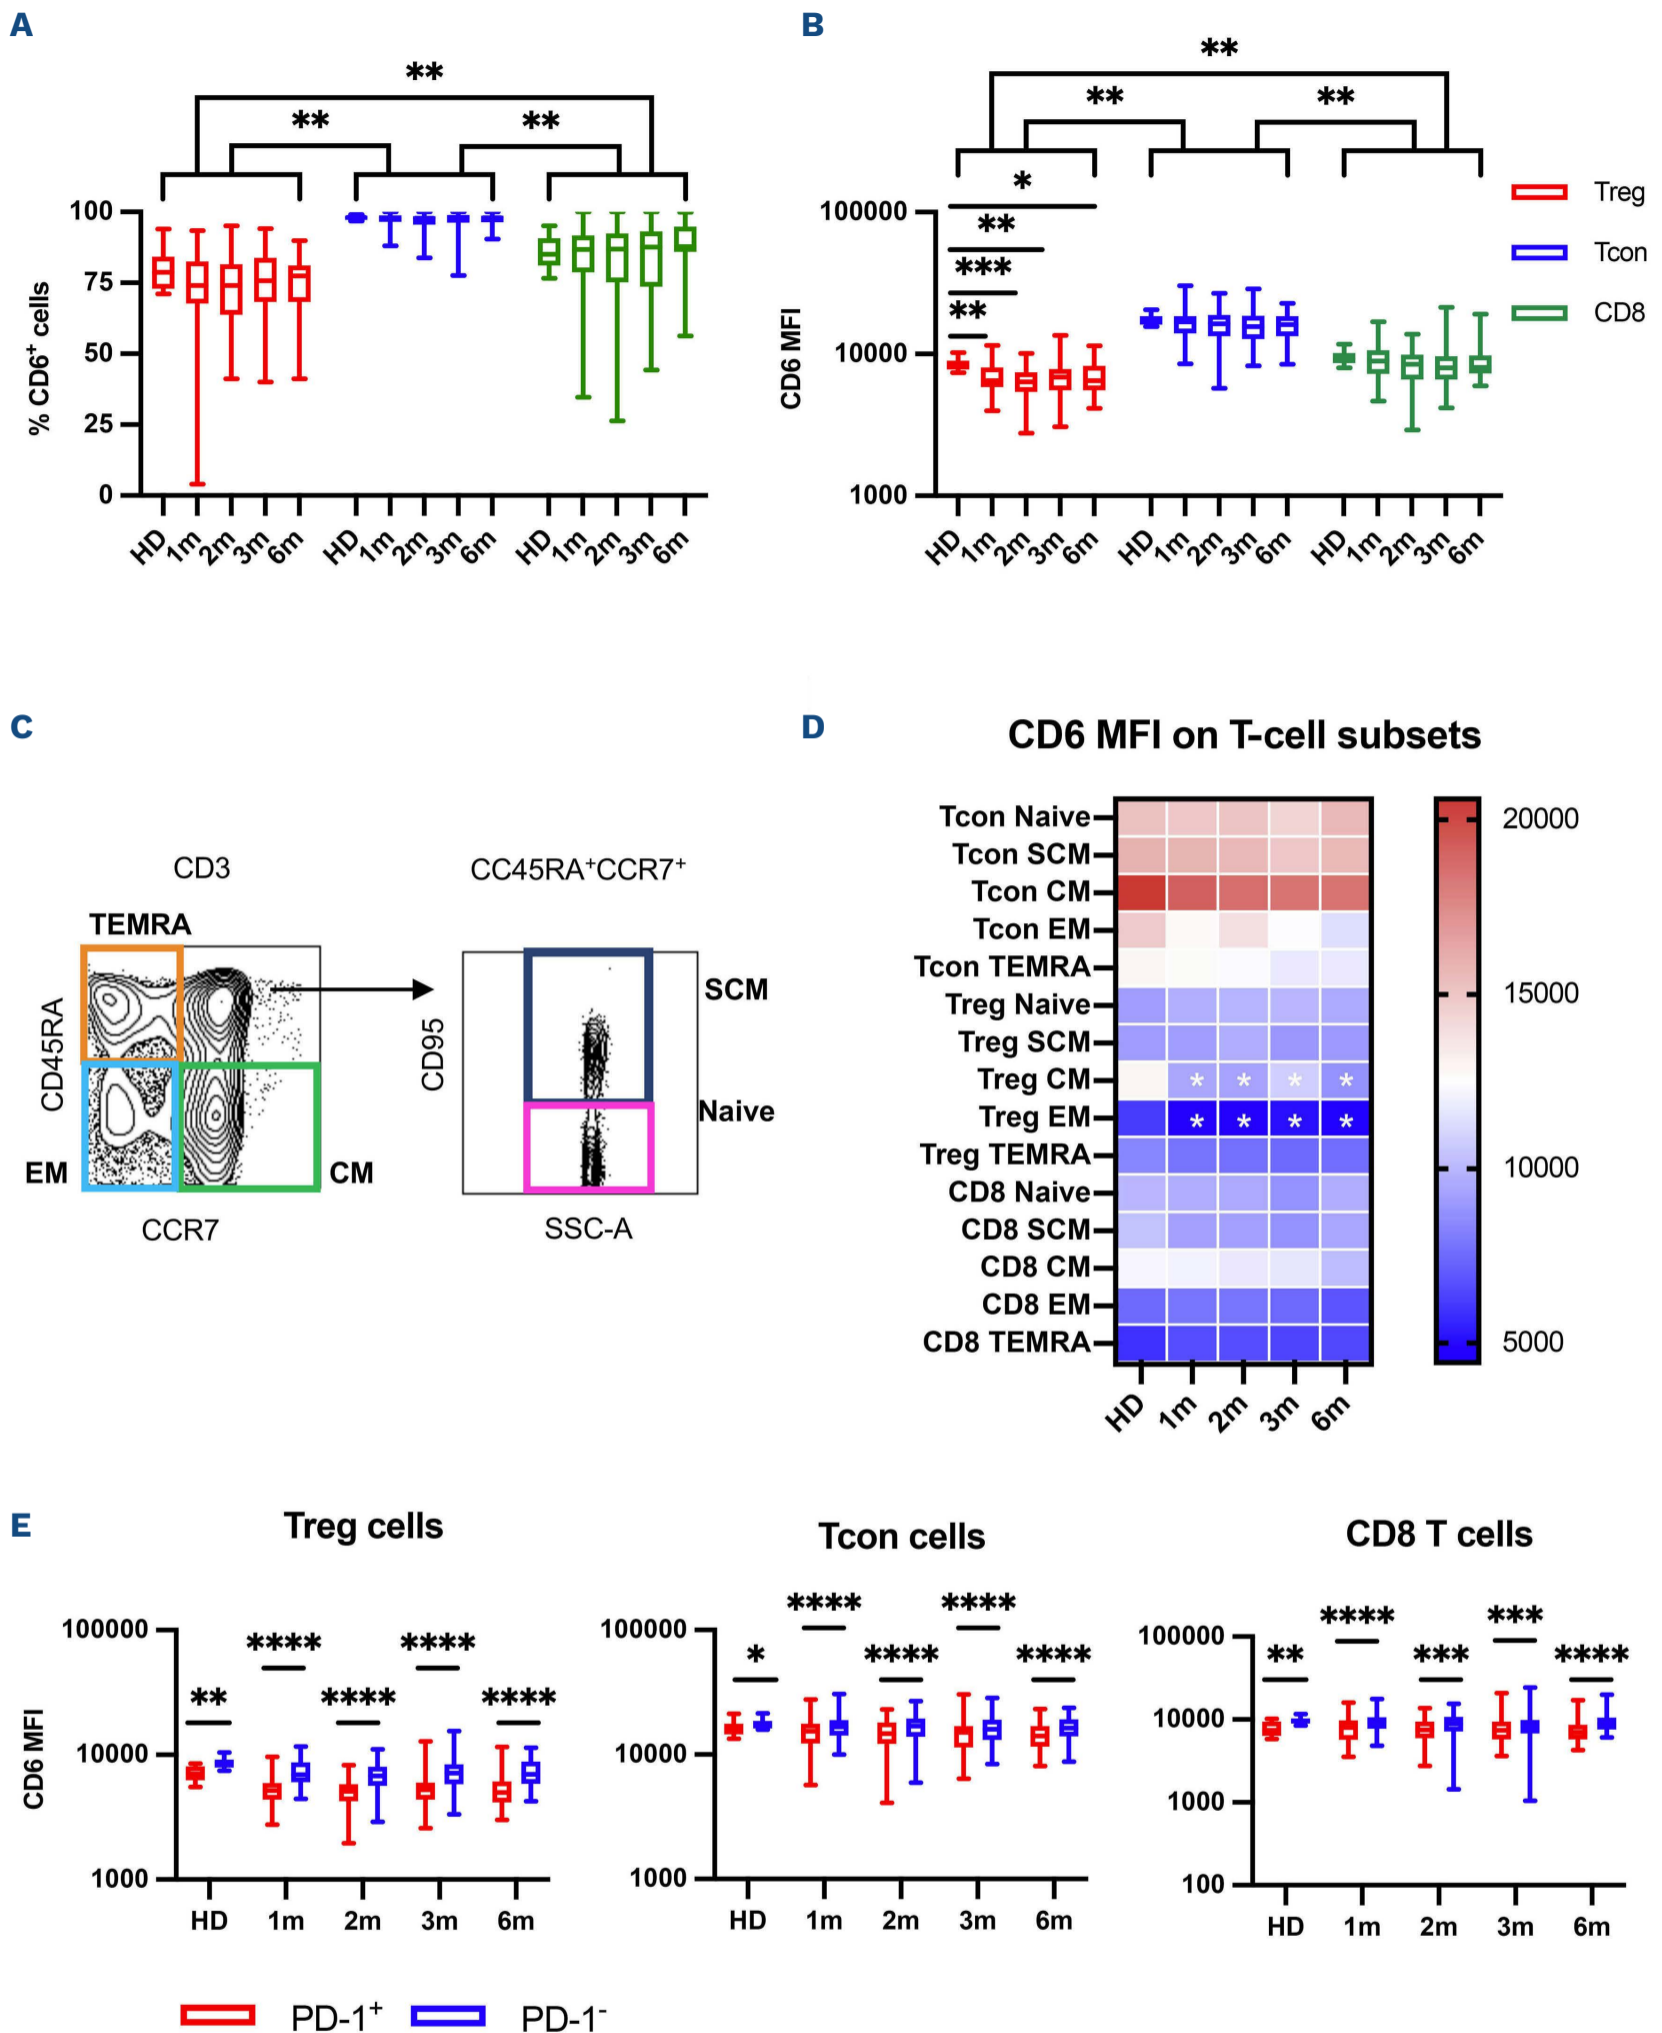 A
**
**
**
100
75
50
25
0
% CD6+ cells
HD 1m 2m 3m 6m HD 1m 2m 3m 6m HD 1m 2m 3m 6m
B
**
**
**
*
**
***
**
100000
10000
1000
CD6 MFI
HD 1m 2m 3m 6m HD 1m 2m 3m 6m HD 1m 2m 3m 6m
Treg
Tcon
CD8
C
CD3
CC45RA+CCR7+
TEMRA
CD45RA
EM
CM
CCR7
CD95
SCM
Naive
SSC-A
D
CD6 MFI on T-cell subsets
Tcon Naive
Tcon SCM
Tcon CM
Tcon EM
Tcon TEMRA
Treg Naive
Treg SCM
Treg CM * * * *
Treg EM * * * *
Treg TEMRA
CD8 Naive
CD8 SCM
CD8 CM
CD8 EM
CD8 TEMRA
HD 1m 2m 3m 6m
20000
15000
10000
5000
E
Treg cells
CD6 MFI
100000
10000
1000
** **** **** **** ****
HD 1m 2m 3m 6m
Tcon cells
100000
10000
1000
* **** **** **** ****
HD 1m 2m 3m 6m
CD8 T cells
100000
10000
1000
100
** **** *** *** ****
HD 1m 2m 3m 6m
PD-1+ PD-1-